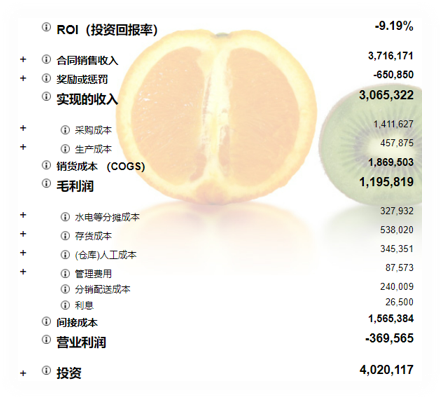 ROI（投资回报率） -9.19%
+ 合同销售收入 3,716,171
+ 奖励或惩罚 -650,850
实现的收入 3,065,322
+ 采购成本 1,411,627
+ 生产成本 457,875
销货成本 （COGS） 1,869,503
毛利润 1,195,819
+ 水电等分摊成本 327,932
+ 存货成本 538,020
+ (仓库)人工成本 345,351
+ 管理费用 87,573
分销配送成本 240,009
利息 26,500
间接成本 1,565,384
营业利润 -369,565
+ 投资 4,020,117